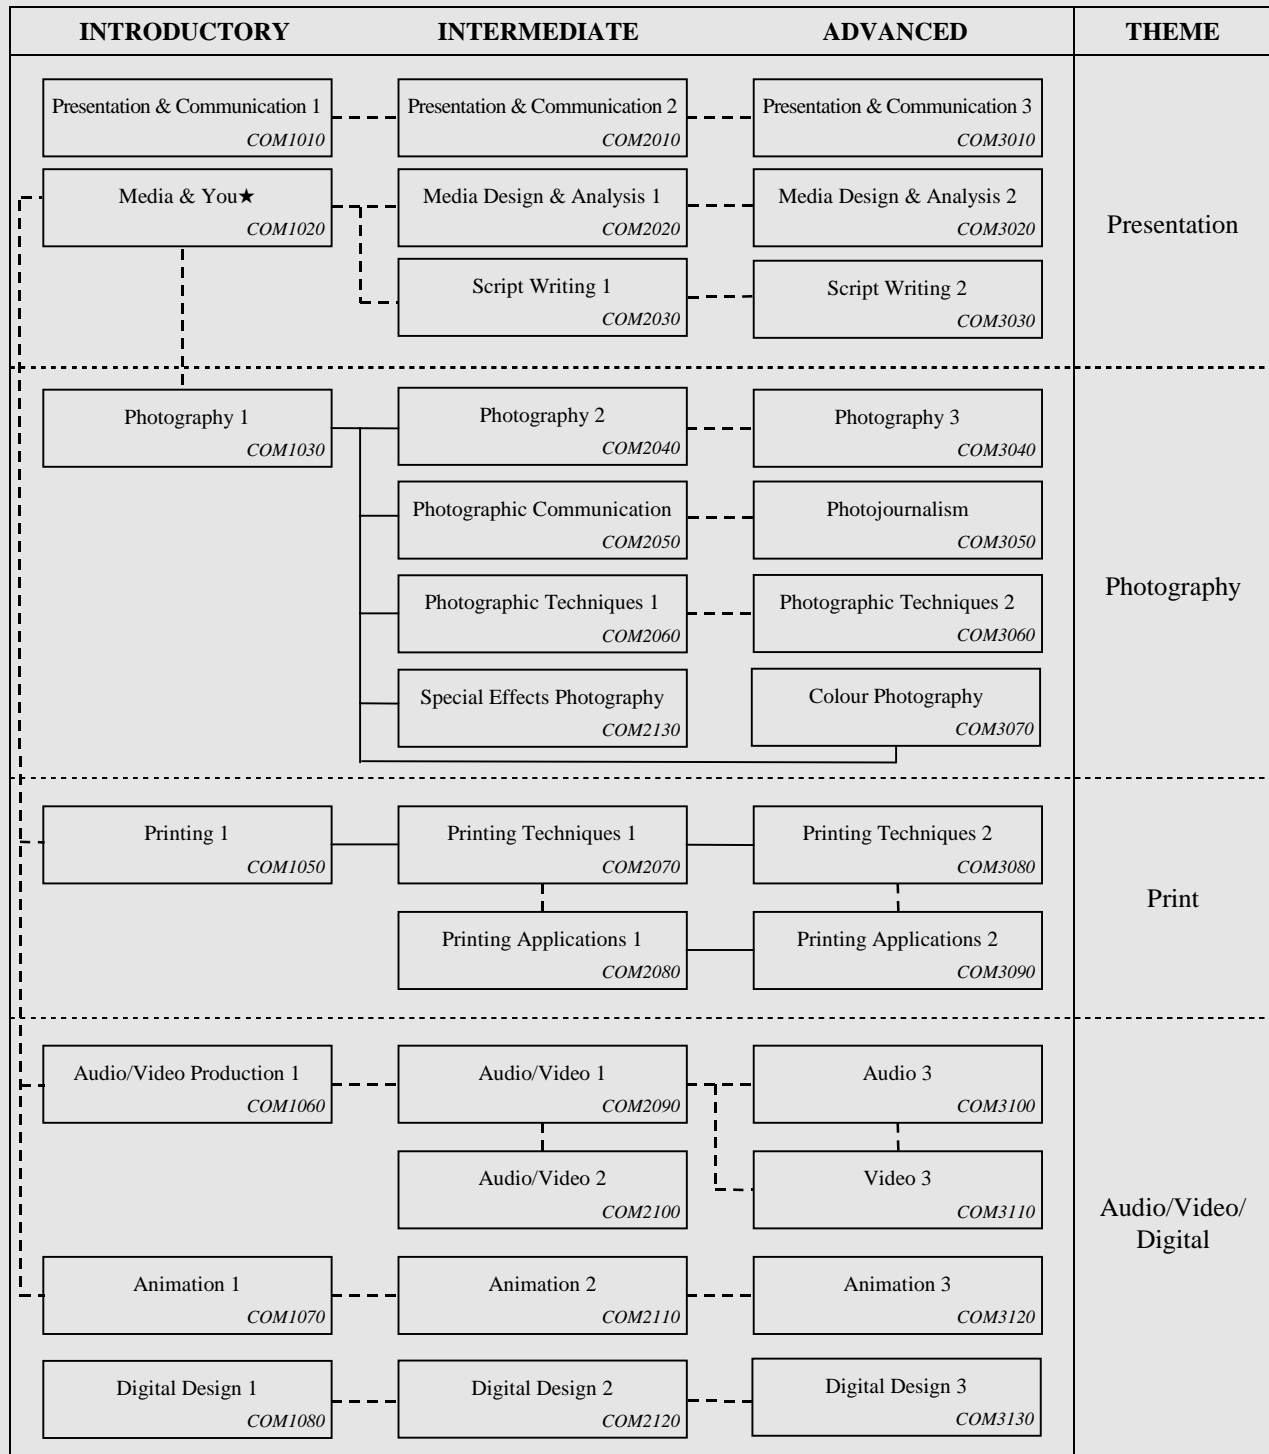 INTRODUCTORY INTERMEDIATE ADVANCED THEME
Presentation & Communication 1
COM1010
Presentation & Communication 2
COM2010
Presentation & Communication 3
COM3010
Media & You★
COM1020
Media Design & Analysis 1
COM2020
Media Design & Analysis 2
COM3020
Script Writing 1
COM2030
Script Writing 2
COM3030
Presentation
Photography 1
COM1030
Photography 2
COM2040
Photography 3
COM3040
Photographic Communication
COM2050
Photojournalism
COM3050
Photographic Techniques 1
COM2060
Photographic Techniques 2
COM3060
Special Effects Photography
COM2130
Colour Photography
COM3070
Photography
Printing 1
COM1050
Printing Techniques 1
COM2070
Printing Techniques 2
COM3080
Printing Applications 1
COM2080
Printing Applications 2
COM3090
Print
Audio/Video Production 1
COM1060
Audio/Video 1
COM2090
Audio 3
COM3100
Audio/Video 2
COM2100
Video 3
COM3110
Animation 1
COM1070
Animation 2
COM2110
Animation 3
COM3120
Digital Design 1
COM1080
Digital Design 2
COM2120
Digital Design 3
COM3130
Audio/Video/
Digital